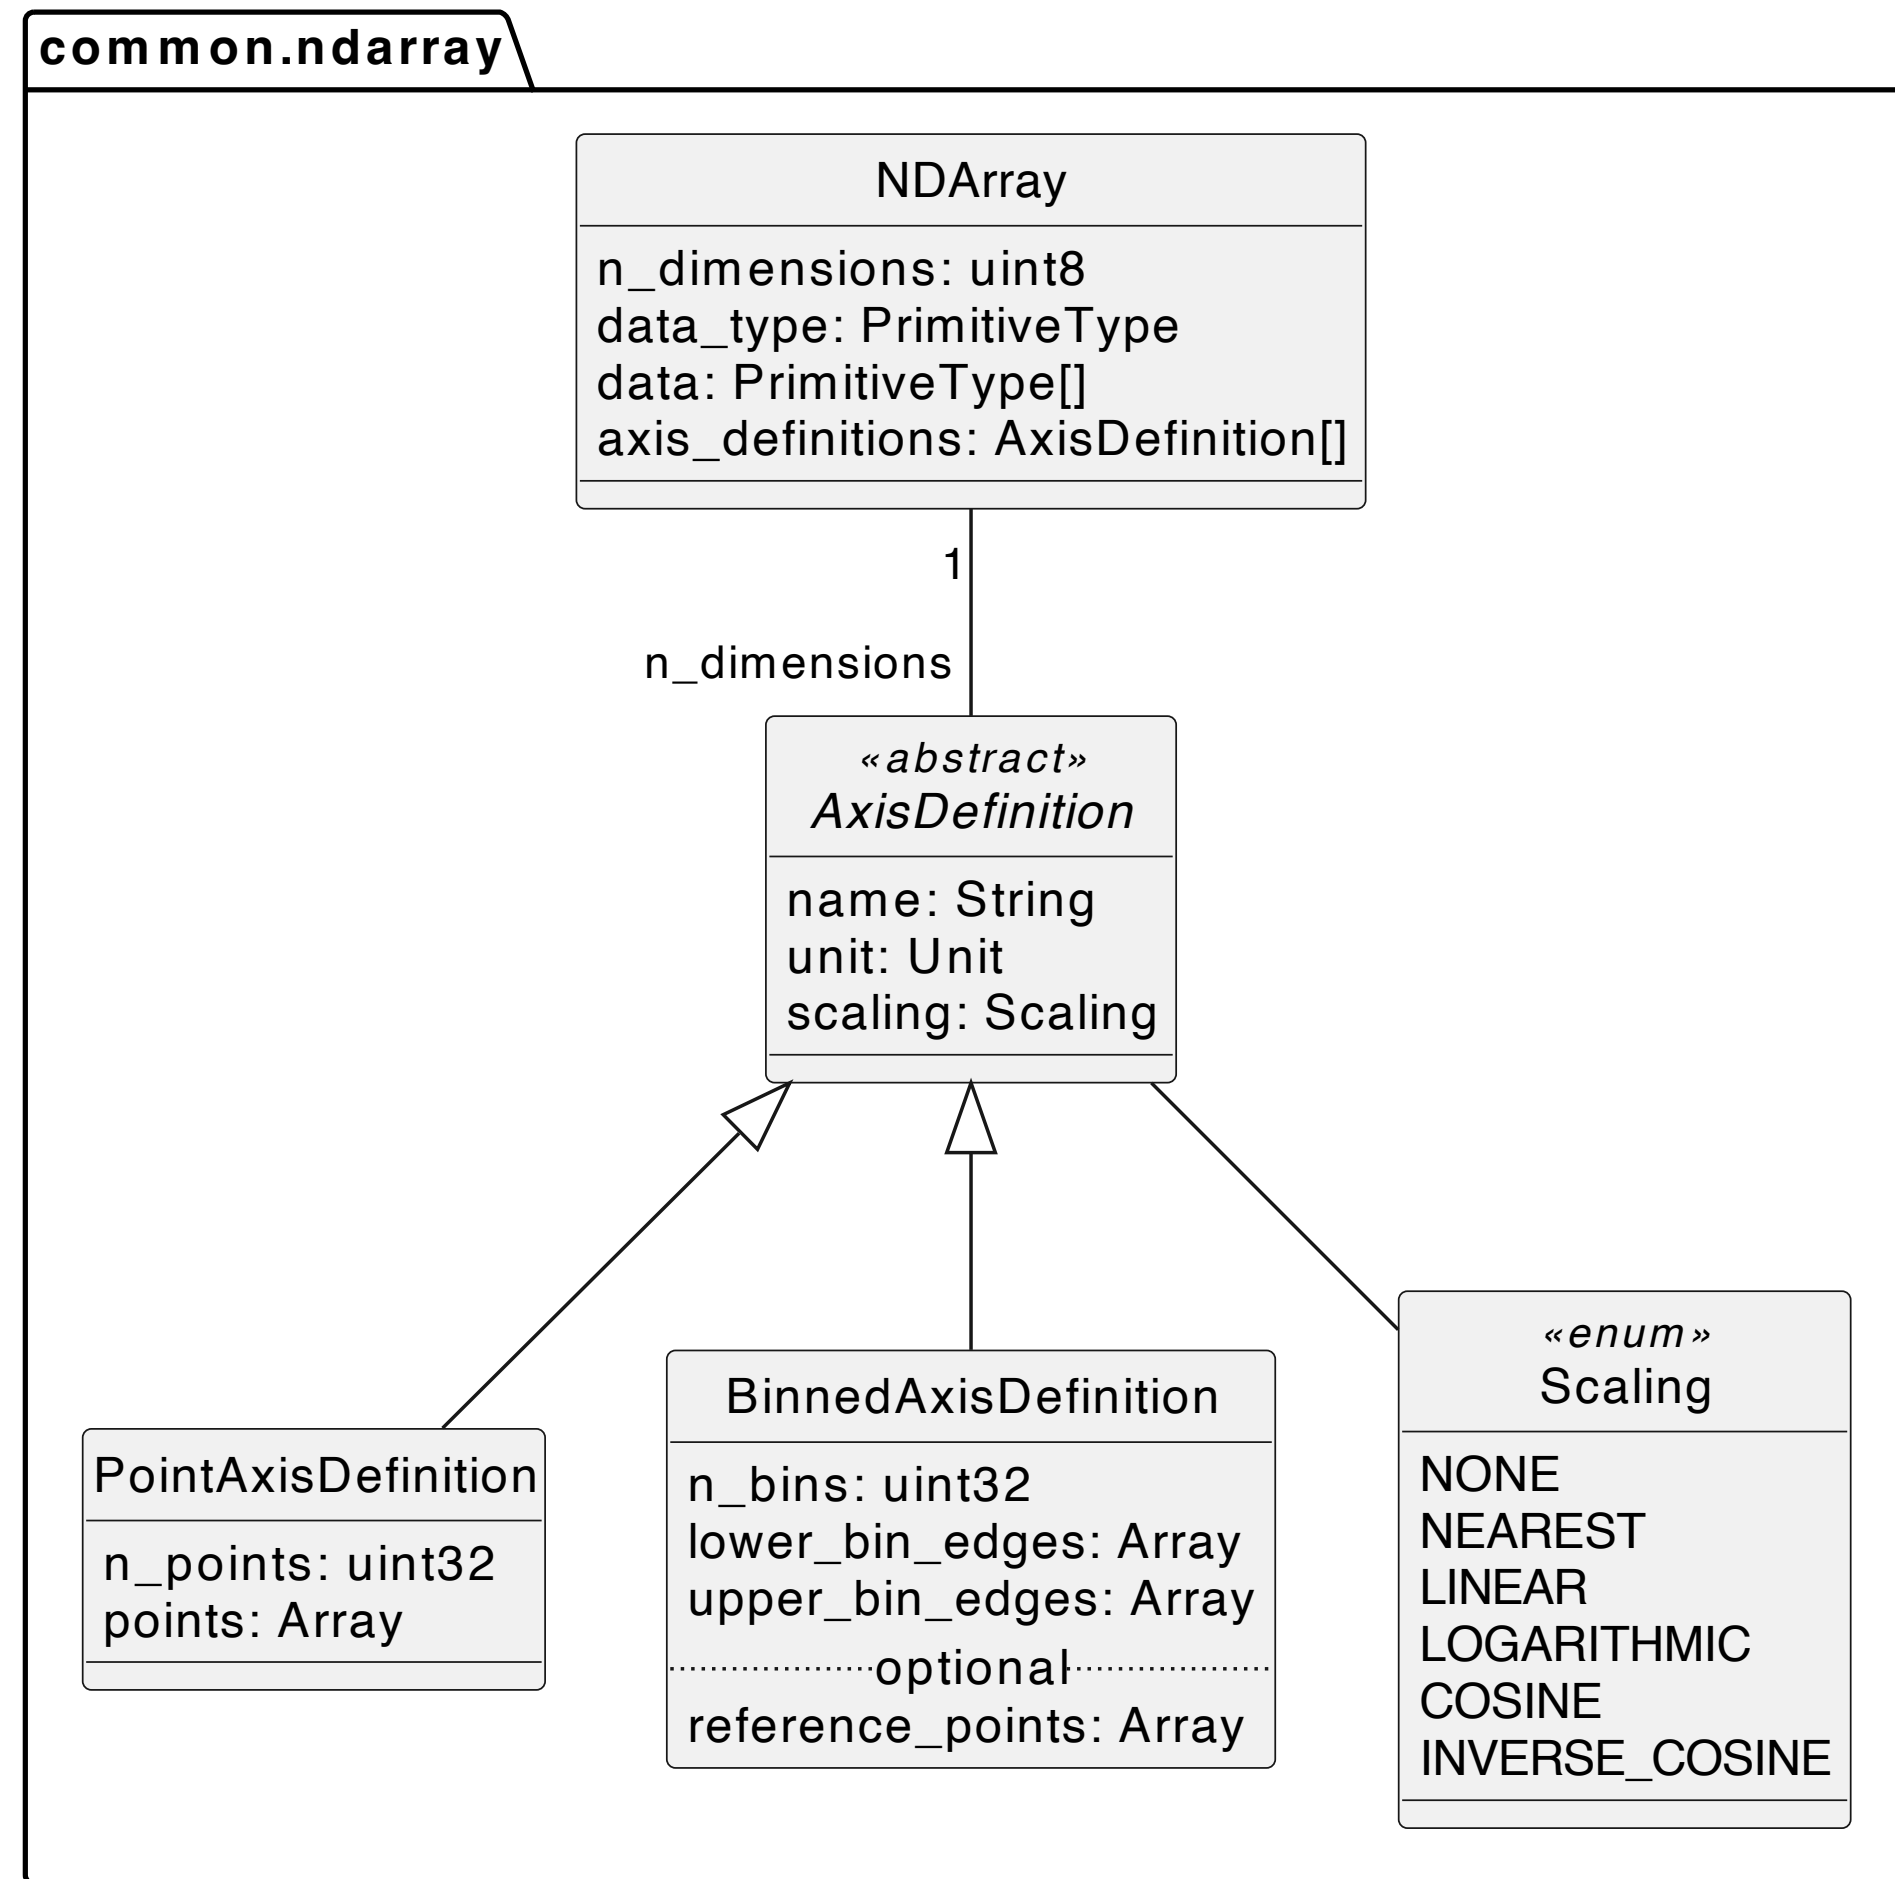 common.ndarray
NDArray
n_dimensions: uint8
data_type: PrimitiveType
data: PrimitiveType[]
axis_definitions: AxisDefinition[]
1
n_dimensions
«abstract»
AxisDefinition
name: String
unit: Unit
scaling: Scaling
PointAxisDefinition
n_points: uint32
points: Array
BinnedAxisDefinition
n_bins: uint32
lower_bin_edges: Array
upper_bin_edges: Array
optional
reference_points: Array
«enum»
Scaling
NONE
NEAREST
LINEAR
LOGARITHMIC
COSINE
INVERSE_COSINE